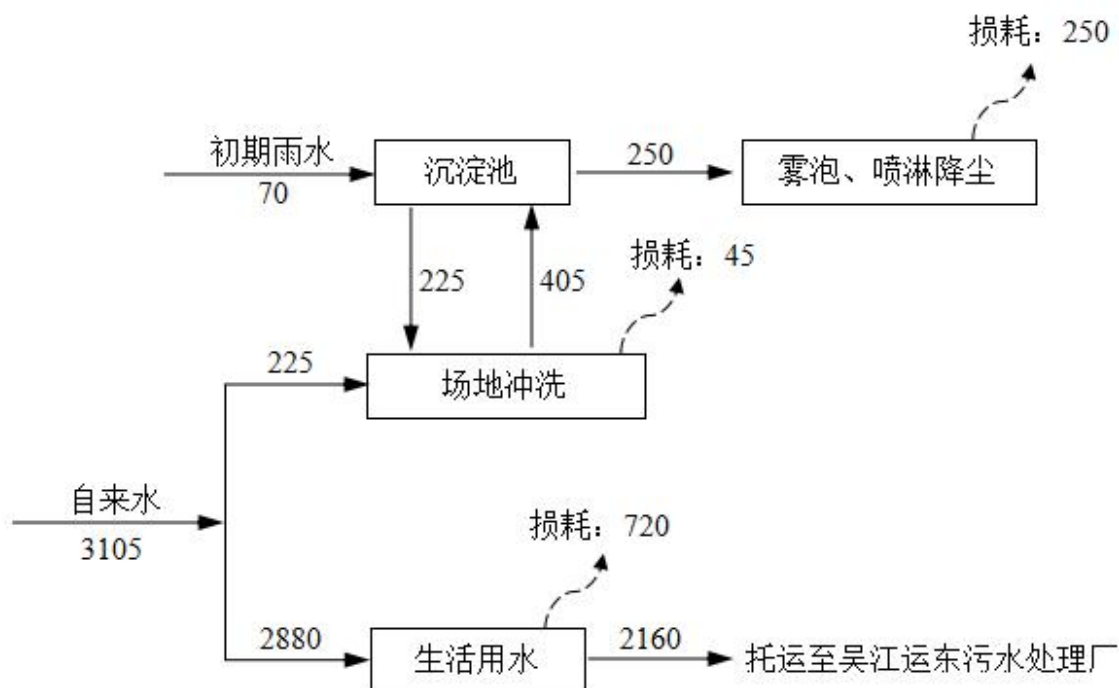 损耗：250
初期雨水
70
沉淀池
250
雾泡、喷淋降尘
225
405
损耗：45
225
场地冲洗
自来水
3105
损耗：720
2880
生活用水
2160
托运至吴江运东污水处理厂